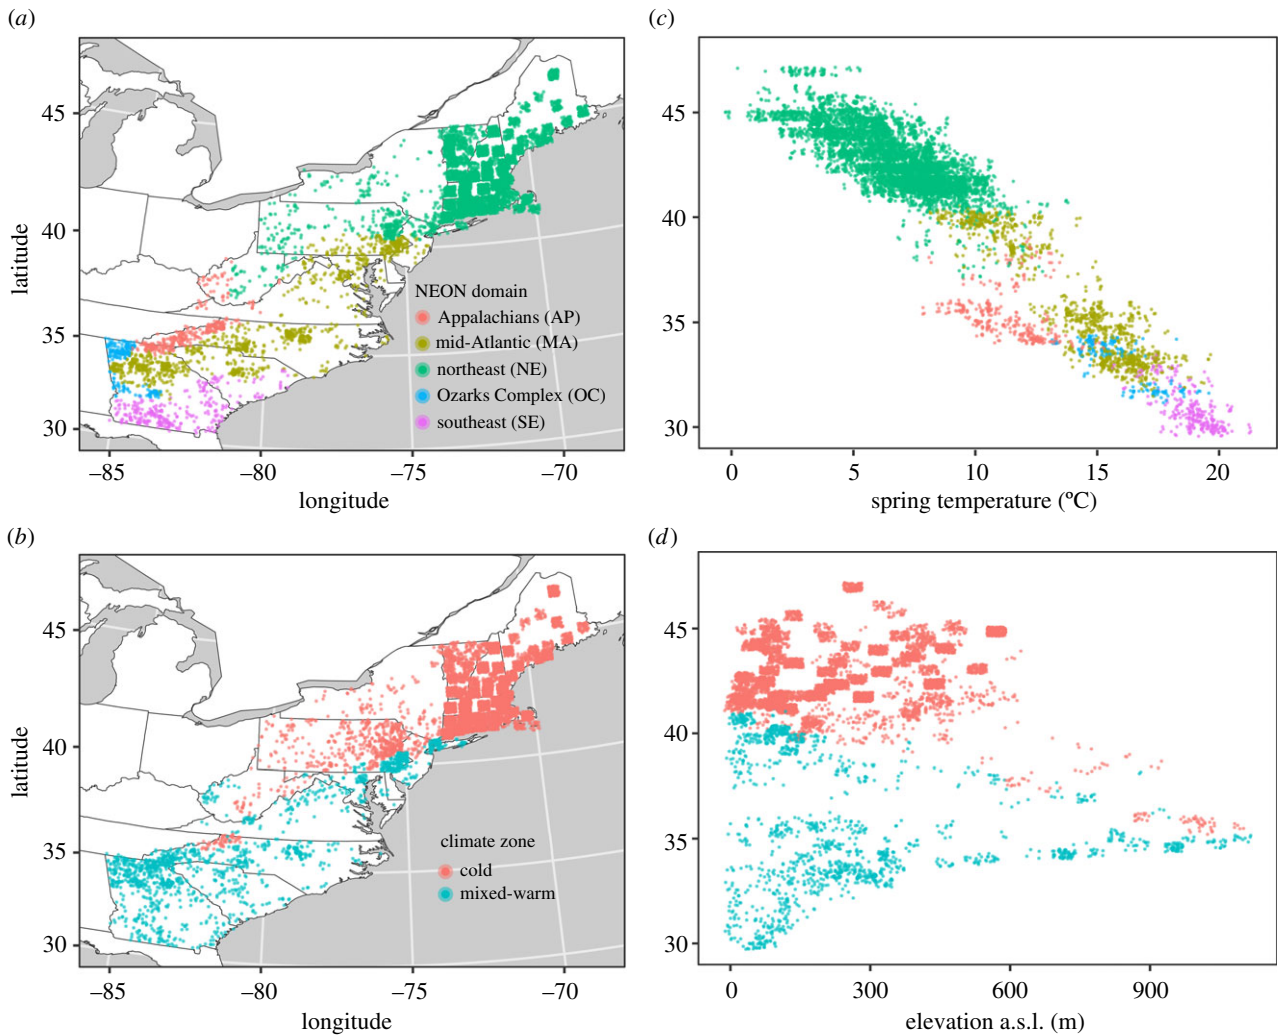 (a)
45
40
35
30
latitude
−85
−80
−75
−70
longitude
NEON domain
Appalachians (AP)
mid-Atlantic (MA)
northeast (NE)
Ozarks Complex (OC)
southeast (SE)
(c)
45
40
35
30
0
5
10
15
20
spring temperature (ºC)
(b)
45
40
35
30
latitude
−85
−80
−75
−70
longitude
climate zone
cold
mixed-warm
(d)
45
40
35
30
0
300
600
900
elevation a.s.l. (m)